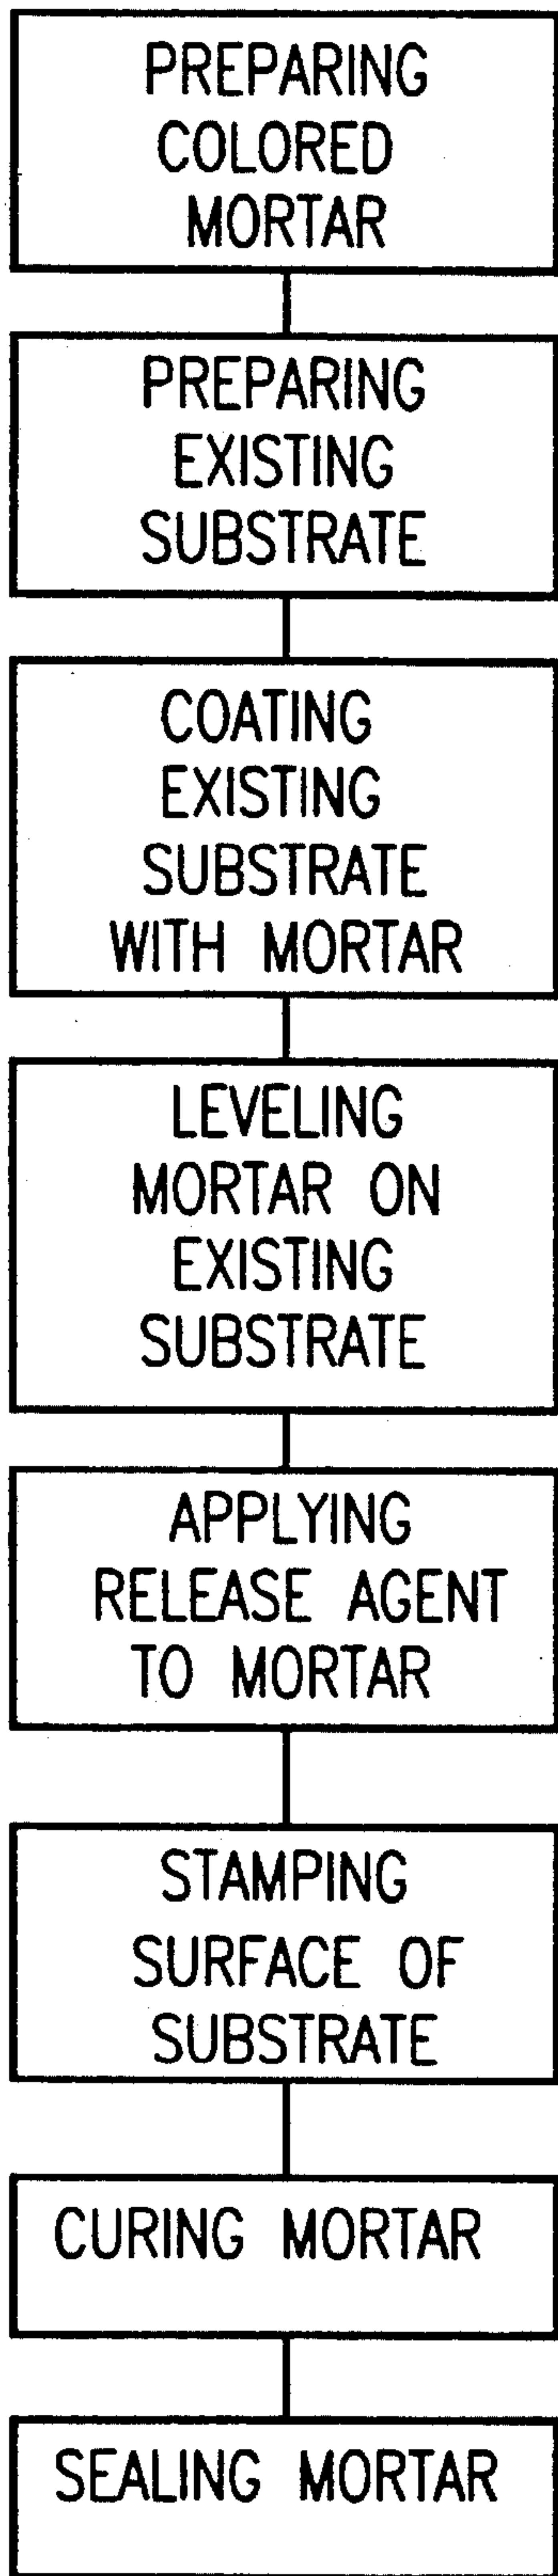 PREPARING
COLORED
MORTAR
PREPARING
EXISTING
SUBSTRATE
COATING
EXISTING
SUBSTRATE
WITH MORTAR
LEVELING
MORTAR ON
EXISTING
SUBSTRATE
APPLYING
RELEASE AGENT
TO MORTAR
STAMPING
SURFACE OF
SUBSTRATE
CURING MORTAR
SEALING MORTAR